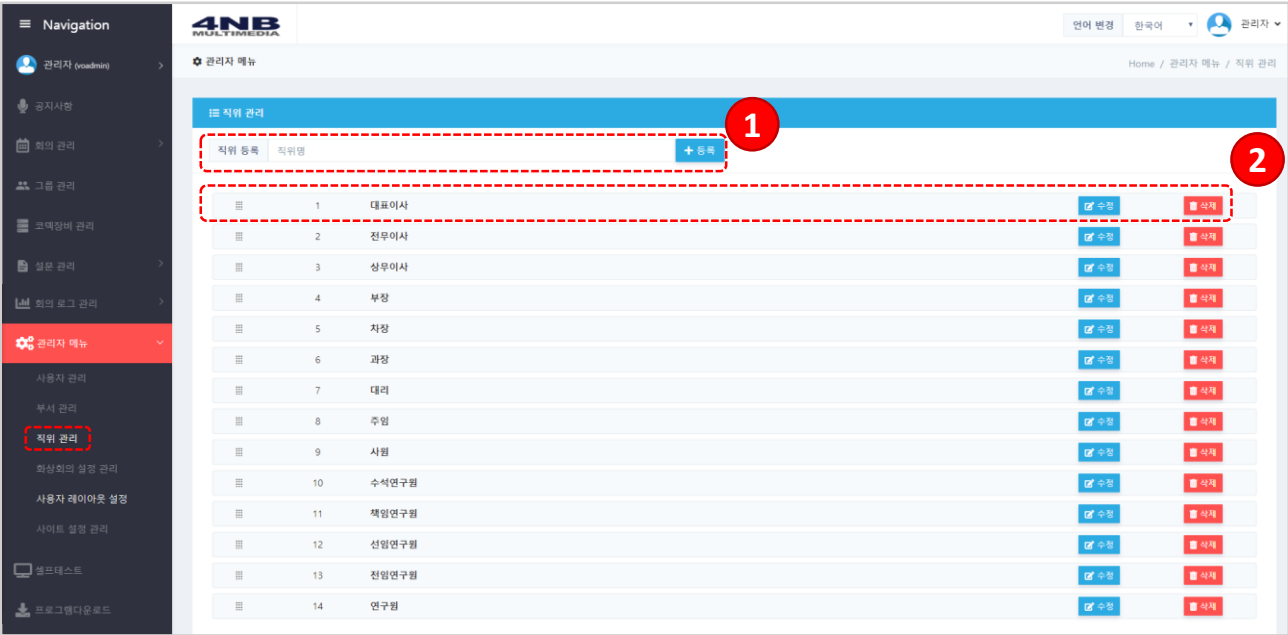 Navigation
4NB
MULTIMEDIA
언어 변경 한국어 관리자
관리자 (voadmin)
관리자 메뉴
Home / 관리자 메뉴 / 직위 관리
공지사항
회의 관리
그룹 관리
코덱장비 관리
설문 관리
회의 로그 관리
관리자 메뉴
사용자 관리
부서 관리
직위 관리
화상회의 설정 관리
사용자 레이아웃 설정
사이트 설정 관리
셀프테스트
프로그램다운로드
직위 관리
1
직위 등록 직위명 등록
2
1 대표이사 수정 삭제
2 전무이사 수정 삭제
3 상무이사 수정 삭제
4 부장 수정 삭제
5 차장 수정 삭제
6 과장 수정 삭제
7 대리 수정 삭제
8 주임 수정 삭제
9 사원 수정 삭제
10 수석연구원 수정 삭제
11 책임연구원 수정 삭제
12 선임연구원 수정 삭제
13 전임연구원 수정 삭제
14 연구원 수정 삭제